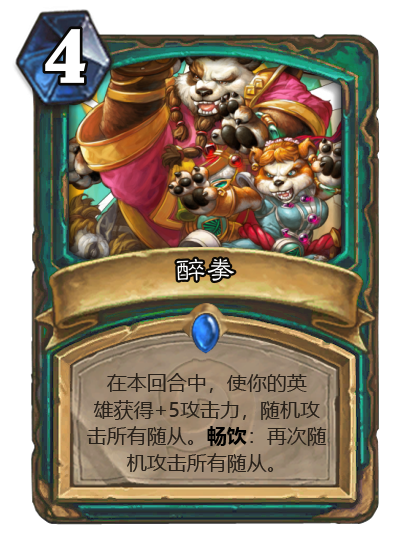 4
醉拳
在本回合中，使你的英
雄获得+5攻击力，随机攻
击所有随从。畅饮：再次随
机攻击所有随从。